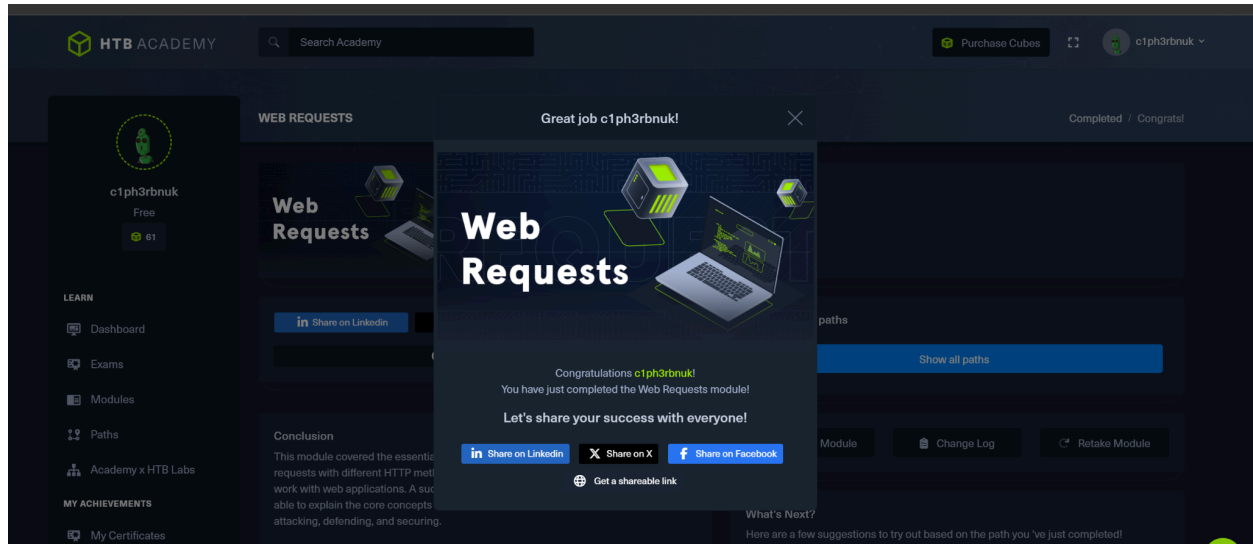 HTB ACADEMY
Search Academy
Purchase Cubes
c1ph3rbnuk
WEB REQUESTS
Great job c1ph3rbnuk!
Completed / Congrats!
c1ph3rbnuk
Free
61
Web
Requests
Web
Requests
LEARN
Dashboard
Exams
Modules
Paths
Academy x HTB Labs
MY ACHIEVEMENTS
My Certificates
in Share on Linkedin
paths
Show all paths
Congratulations c1ph3rbnuk!
You have just completed the Web Requests module!
Let's share your success with everyone!
in Share on Linkedin
X Share on X
f Share on Facebook
Get a shareable link
Module
Change Log
Retake Module
Conclusion
This module covered the essentia
requests with different HTTP met
work with web applications. A suc
able to explain the core concepts
attacking, defending, and securing.
What's Next?
Here are a few suggestions to try out based on the path you 've just completed!